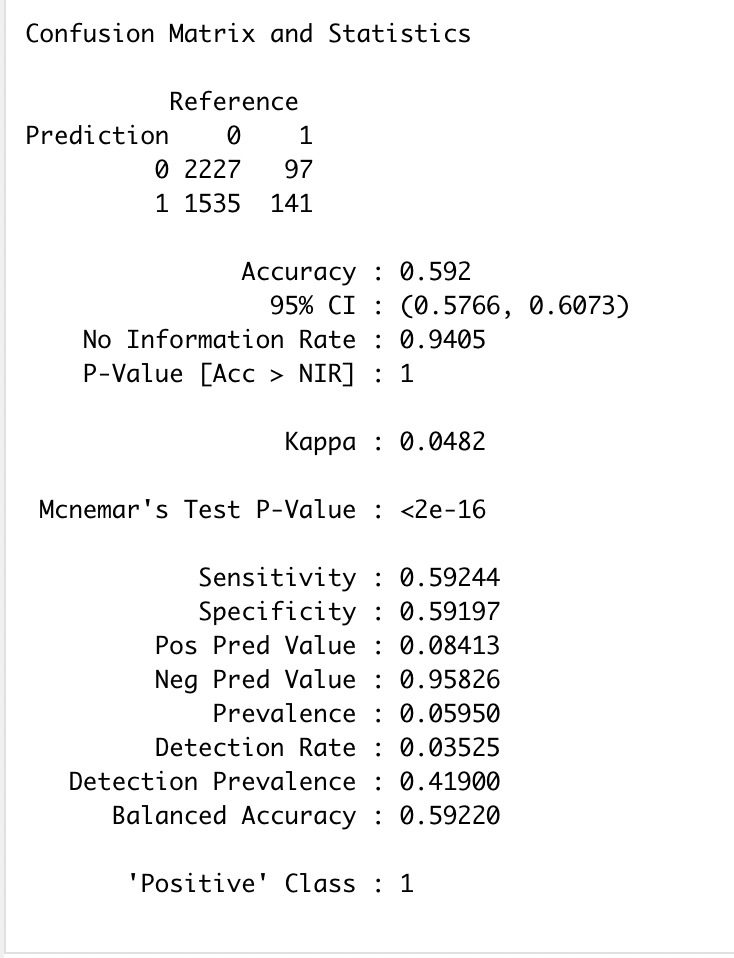 Confusion Matrix and Statistics
Reference
Prediction 0 1
0 2227 97
1 1535 141
Accuracy : 0.592
95% CI : (0.5766, 0.6073)
No Information Rate : 0.9405
P-Value [Acc > NIR] : 1
Kappa : 0.0482
Mcnemar's Test P-Value : <2e-16
Sensitivity : 0.59244
Specificity : 0.59197
Pos Pred Value : 0.08413
Neg Pred Value : 0.95826
Prevalence : 0.05950
Detection Rate : 0.03525
Detection Prevalence : 0.41900
Balanced Accuracy : 0.59220
'Positive' Class : 1